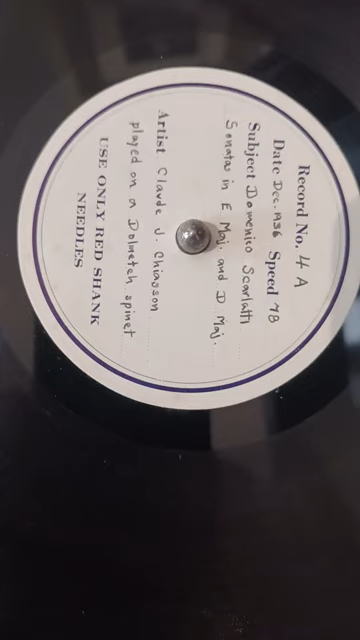 Record No. 4 A
Date Dec. 1936 Speed 78
Subject Domenico Scarlatti
Sonatas in E Maj. and D Maj.
Artist Claude J. Chiasson
played on a Dolmetch spinet
USE ONLY RED SHANK
NEEDLES